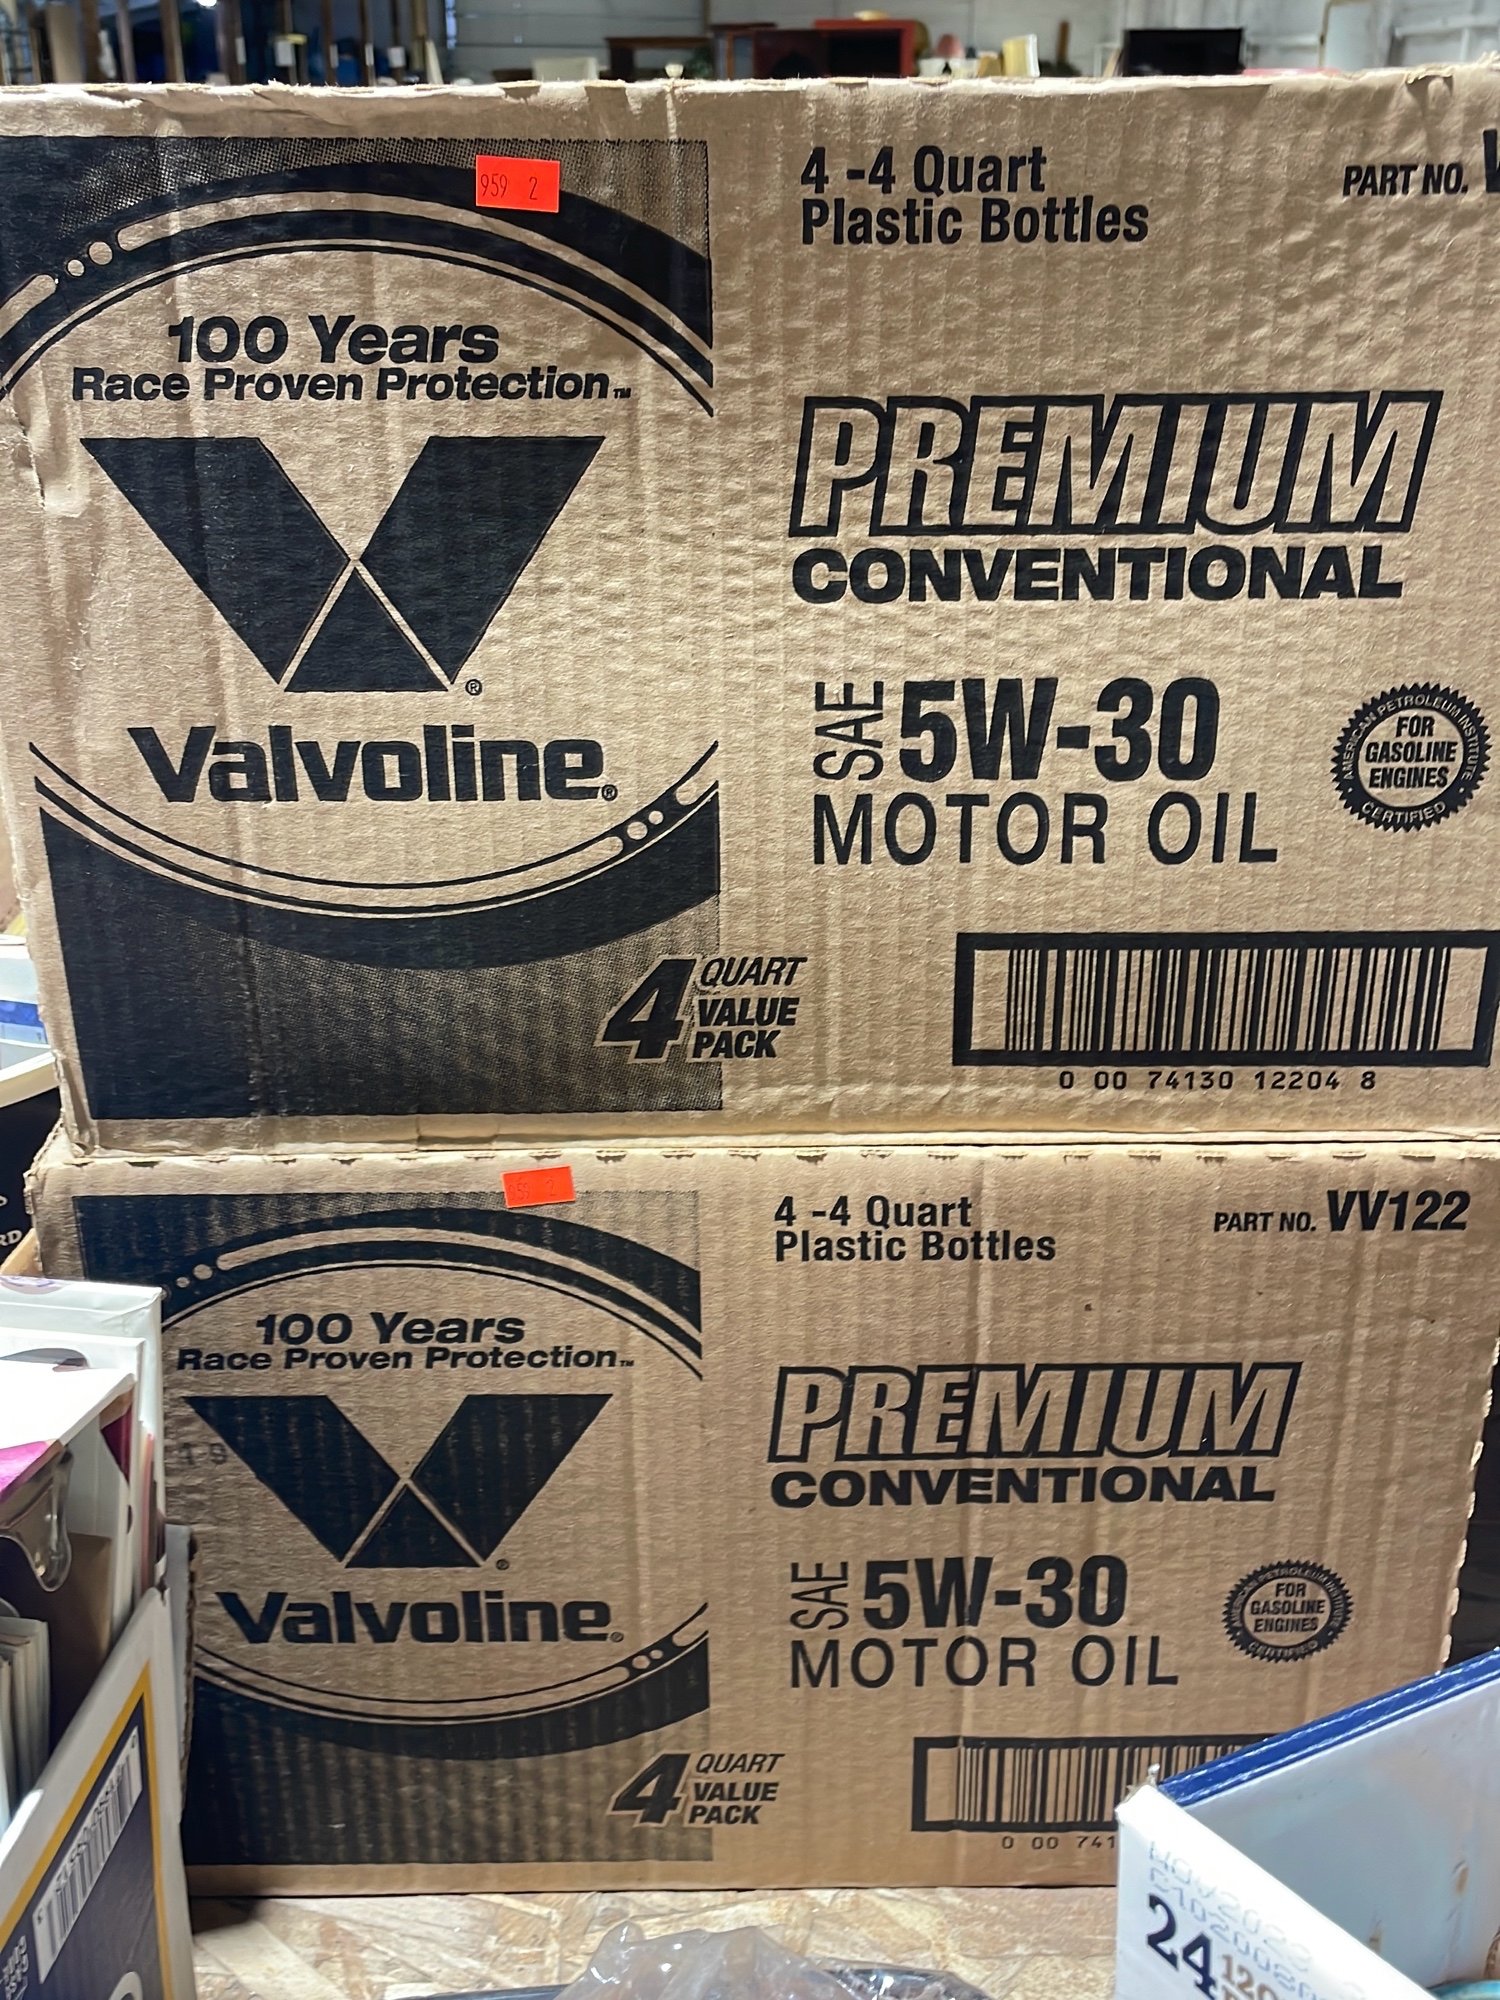 959 2
4 -4 Quart
Plastic Bottles
PART NO.
100 Years
Race Proven Protection™
PREMIUM
CONVENTIONAL
SAE 5W-30
MOTOR OIL
AMERICAN PETROLEUM INSTITUTE
FOR
GASOLINE
ENGINES
CERTIFIED
Valvoline®
4 QUART
VALUE
PACK
0 00 74130 12204 8
959 2
4 -4 Quart
Plastic Bottles
PART NO. VV122
100 Years
Race Proven Protection™
PREMIUM
CONVENTIONAL
SAE 5W-30
MOTOR OIL
FOR
GASOLINE
ENGINES
CERTIFIED
Valvoline®
4 QUART
VALUE
PACK
0 00 741
24